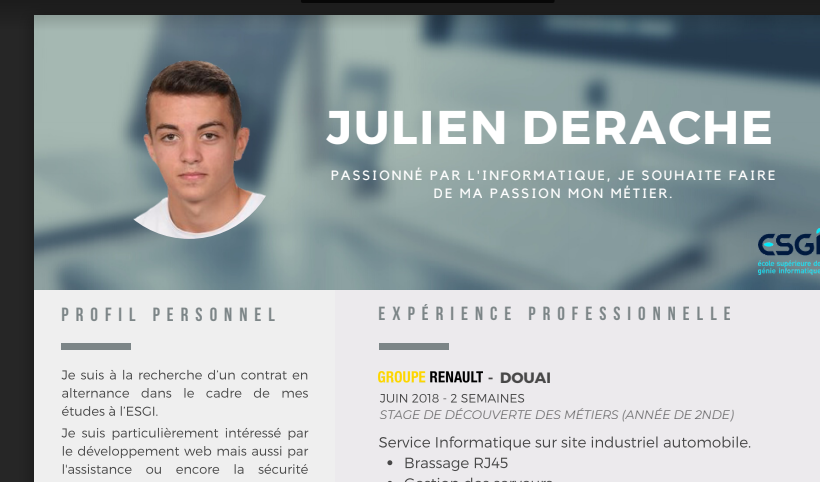 JULIEN DERACHE
PASSIONNÉ PAR L'INFORMATIQUE, JE SOUHAITE FAIRE
DE MA PASSION MON MÉTIER.
ESGI
école supérieure de
génie informatique
PROFIL PERSONNEL
Je suis à la recherche d'un contrat en
alternance dans le cadre de mes
études à l'ESGI.
Je suis particulièrement intéressé par
le développement web mais aussi par
l'assistance ou encore la sécurité
EXPÉRIENCE PROFESSIONNELLE
GROUPE RENAULT - DOUAI
JUIN 2018 - 2 SEMAINES
STAGE DE DÉCOUVERTE DES MÉTIERS (ANNÉE DE 2NDE)
Service Informatique sur site industriel automobile.
• Brassage RJ45
• Gestion des serveurs